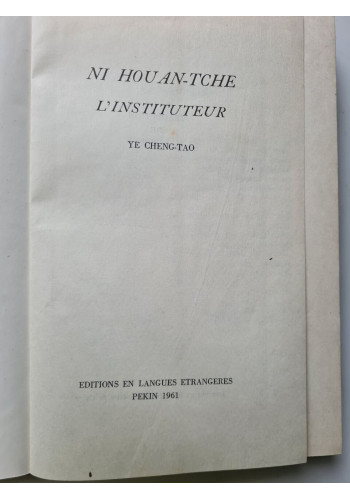 NI HOUAN-TCHE
L'INSTITUTEUR
YE CHENG-TAO
EDITIONS EN LANGUES ETRANGERES
PEKIN 1961